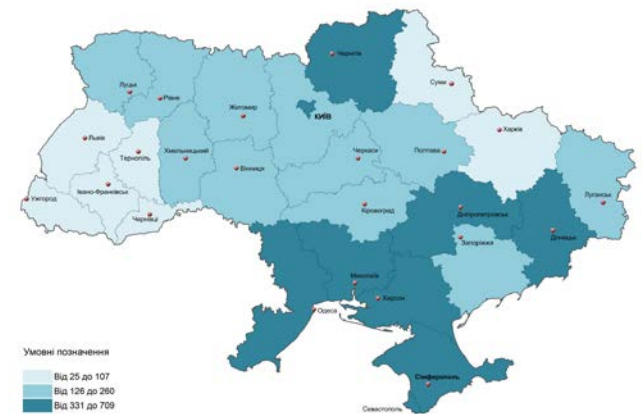 Чернігів
Суми
Луцьк
Рівне
Житомир
КИЇВ
Львів
Тернопіль
Хмельницький
Вінниця
Черкаси
Полтава
Харків
Ужгород
Івано-Франківськ
Чернівці
Кіровоград
Дніпропетровськ
Луганськ
Запоріжжя
Донецьк
Миколаїв
Херсон
Одеса
Сімферополь
Севастополь
Умовні позначення
Від 25 до 107
Від 126 до 260
Від 331 до 709